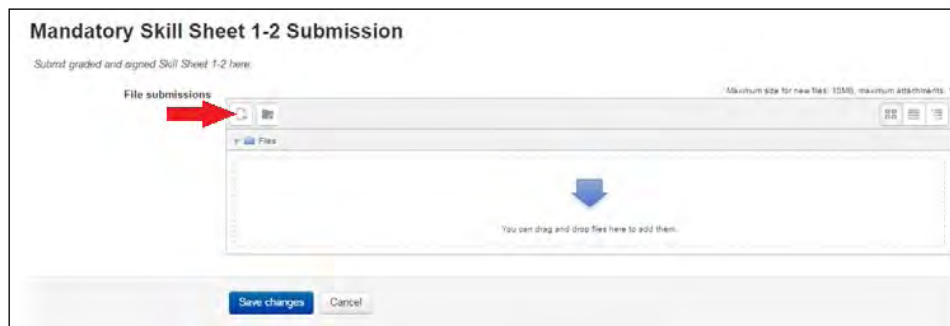 Mandatory Skill Sheet 1-2 Submission
Submit graded and signed Skill Sheet 1-2 here.
File submissions
Maximum size for new files: 10MB, maximum attachments:
Files
You can drag and drop files here to add them.
Save changes
Cancel